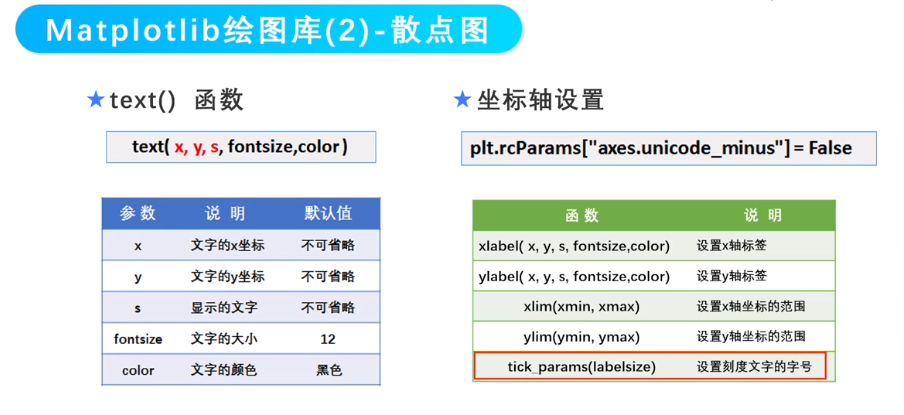 Matplotlib绘图库(2)-散点图
★text() 函数
text( x, y, s, fontsize,color )
参数 说明 默认值
x 文字的x坐标 不可省略
y 文字的y坐标 不可省略
s 显示的文字 不可省略
fontsize 文字的大小 12
color 文字的颜色 黑色
★坐标轴设置
plt.rcParams["axes.unicode_minus"] = False
函数 说明
xlabel( x, y, s, fontsize,color) 设置x轴标签
ylabel( x, y, s, fontsize,color) 设置y轴标签
xlim(xmin, xmax) 设置x轴坐标的范围
ylim(ymin, ymax) 设置y轴坐标的范围
tick_params(labelsize) 设置刻度文字的字号